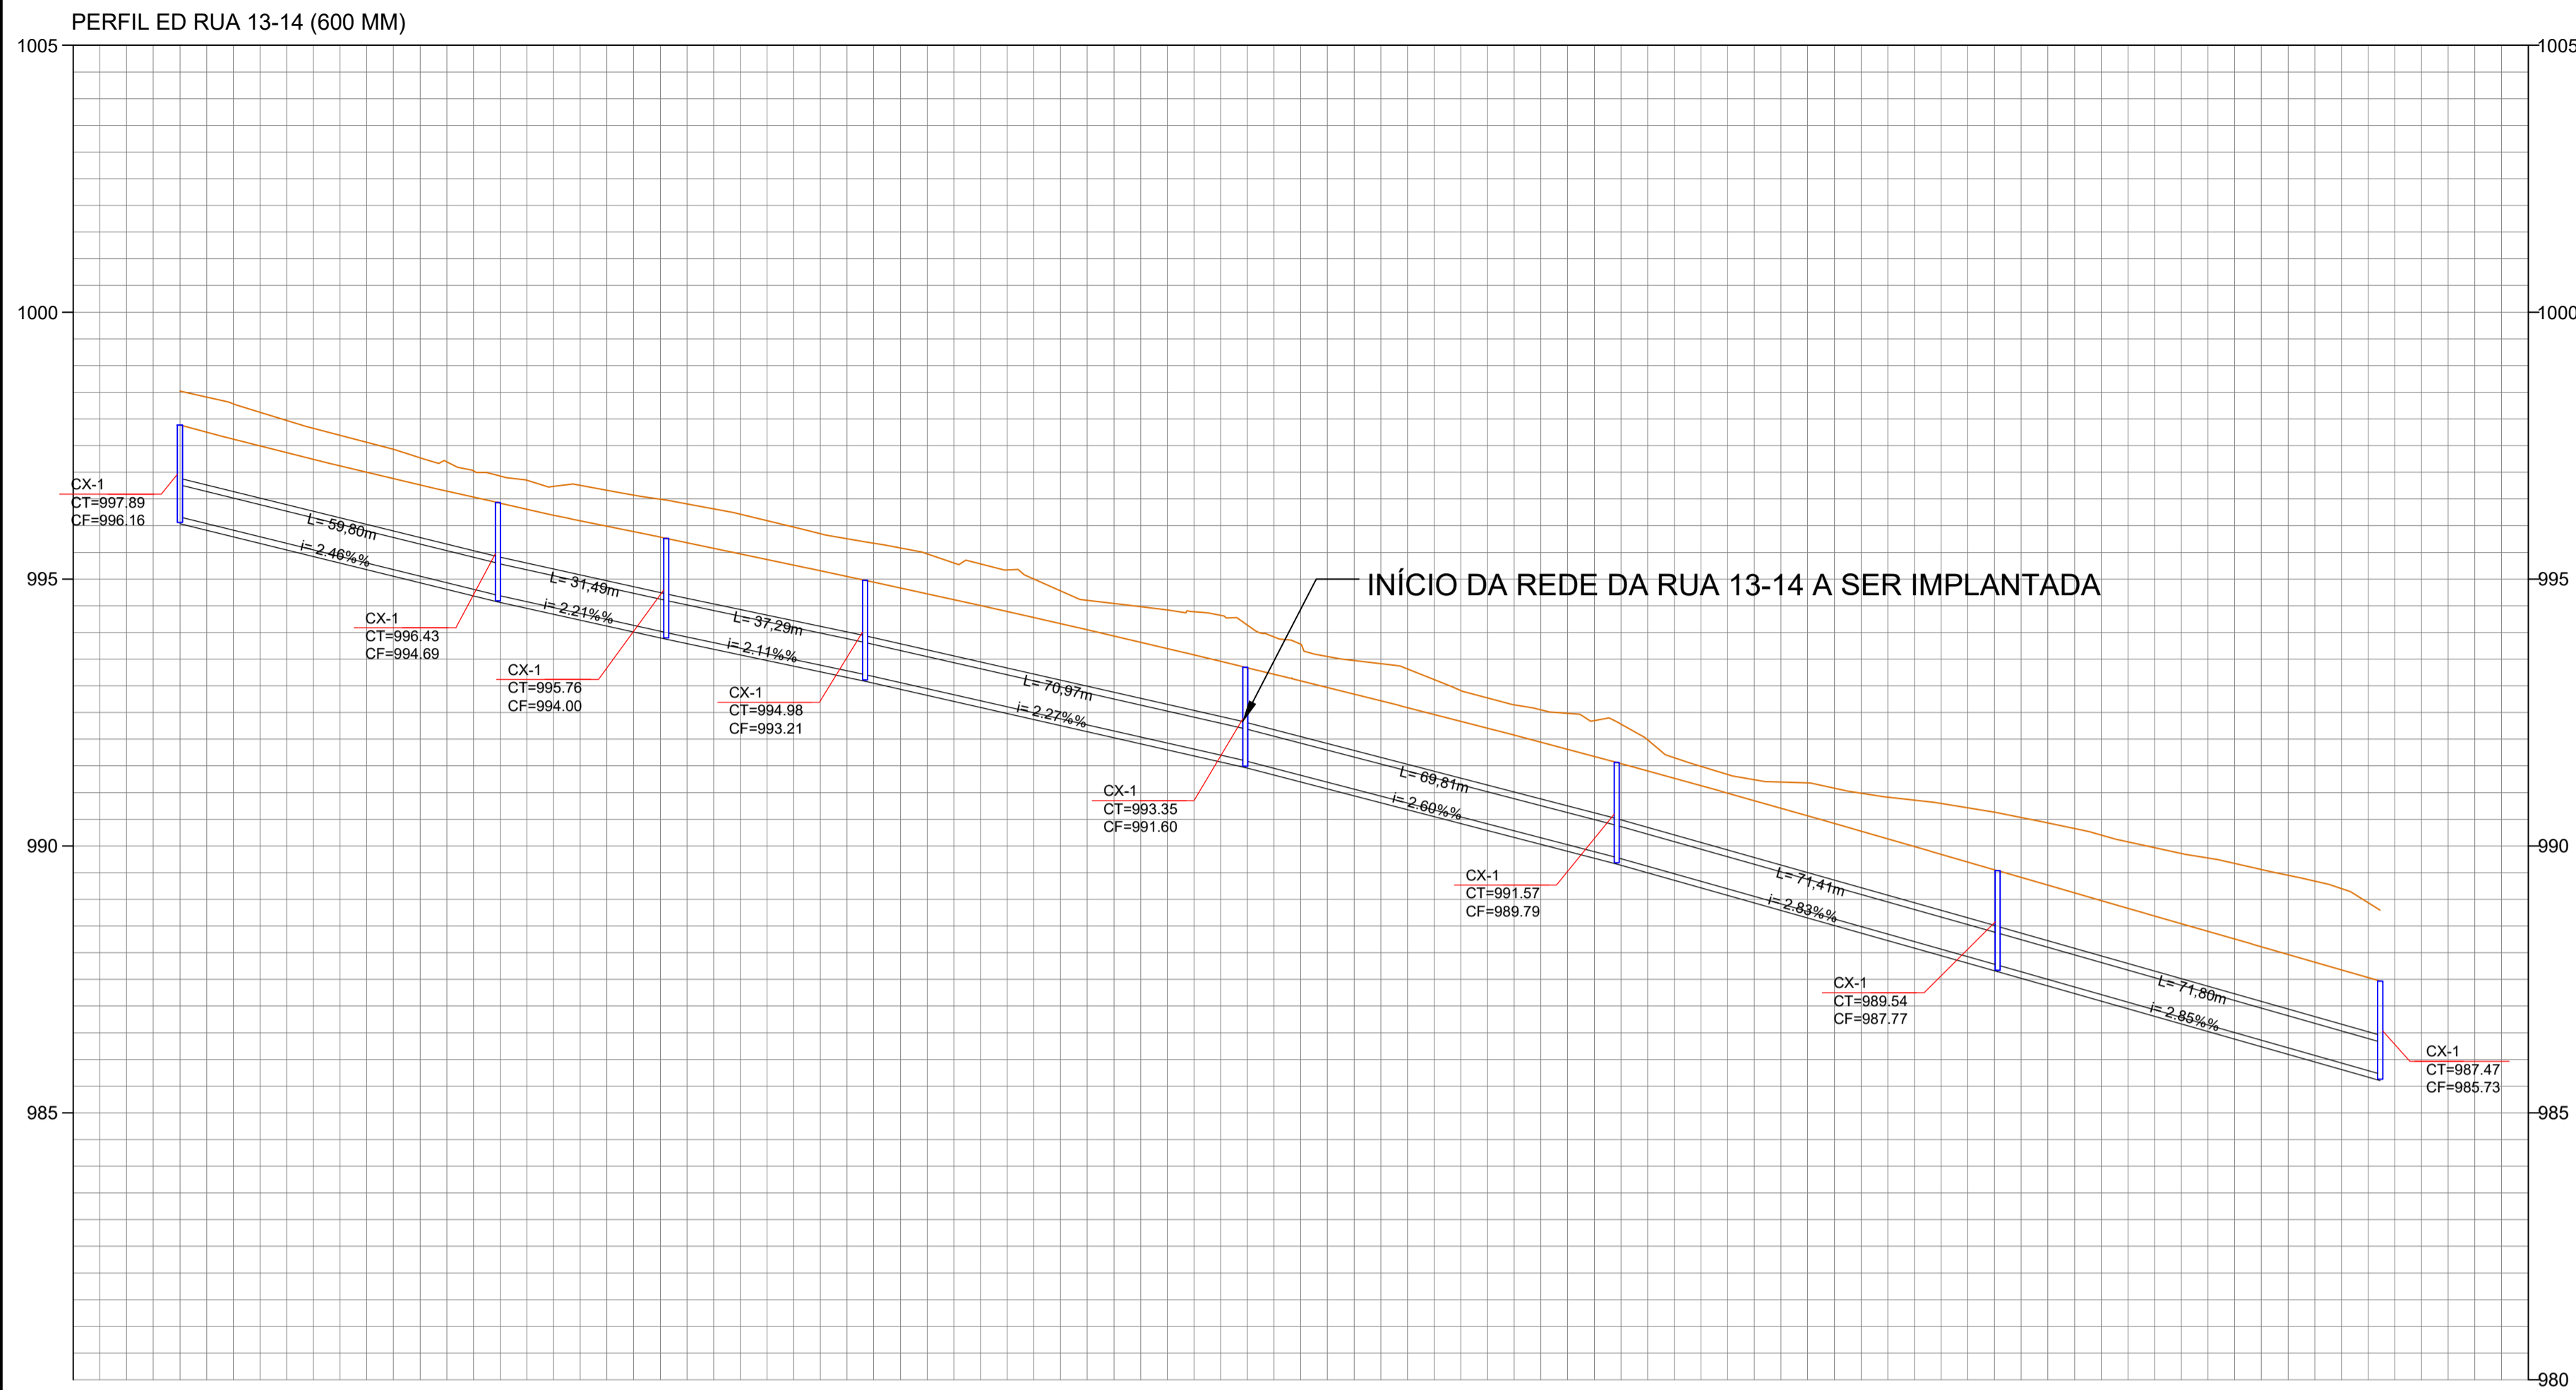 PERFIL ED RUA 13-14 (600 MM)
1005
1005
1000
1000
CX-1
CT=997.89
CF=996.16
L= 59,80m
i= 2.46%%
995
995
INÍCIO DA REDE DA RUA 13-14 A SER IMPLANTADA
L= 31,49m
i= 2.21%%
CX-1
CT=996.43
CF=994.69
L= 37,29m
i= 2.11%%
CX-1
CT=995.76
CF=994.00
CX-1
CT=994.98
CF=993.21
L= 70,97m
i= 2.27%%
CX-1
CT=993.35
CF=991.60
L= 69,81m
i= 2.60%%
990
990
CX-1
CT=991.57
CF=989.79
L= 71,41m
i= 2.83%%
CX-1
CT=989.54
CF=987.77
L= 71,80m
i= 2.85%%
CX-1
CT=987.47
CF=985.73
985
985
980